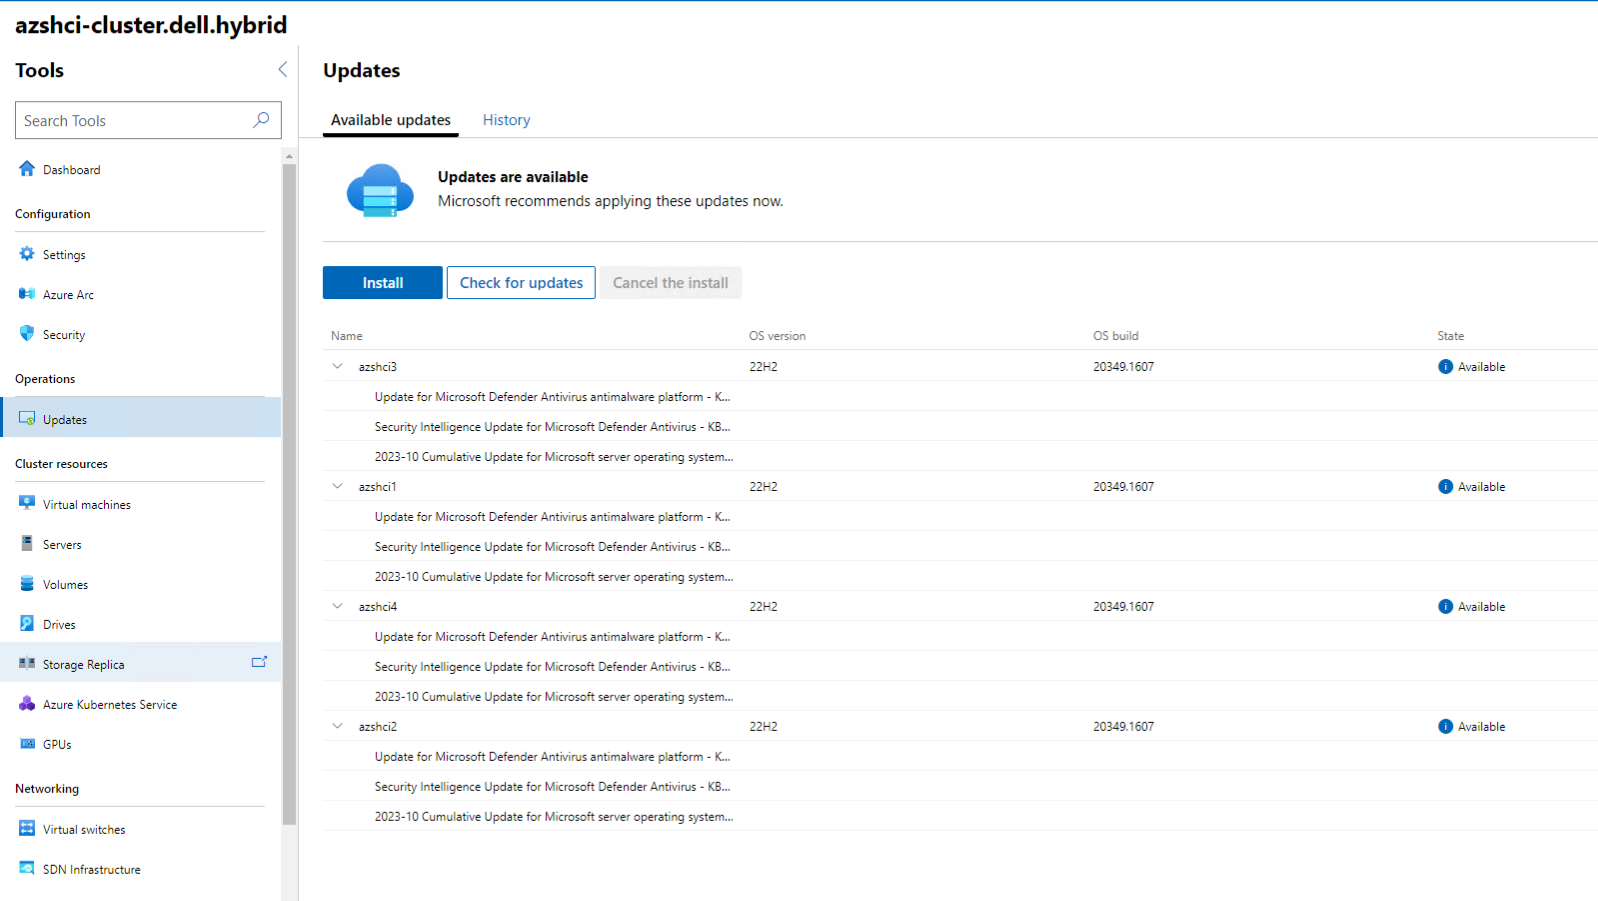 azshci-cluster.dell.hybrid
Tools
Search Tools
Dashboard
Configuration
Settings
Azure Arc
Security
Operations
Updates
Cluster resources
Virtual machines
Servers
Volumes
Drives
Storage Replica
Azure Kubernetes Service
GPUs
Networking
Virtual switches
SDN Infrastructure
Updates
Available updates History
Updates are available
Microsoft recommends applying these updates now.
Install Check for updates Cancel the install
Name OS version OS build State
azshci3 22H2 20349.1607 Available
Update for Microsoft Defender Antivirus antimalware platform - K...
Security Intelligence Update for Microsoft Defender Antivirus - KB...
2023-10 Cumulative Update for Microsoft server operating system...
azshci1 22H2 20349.1607 Available
Update for Microsoft Defender Antivirus antimalware platform - K...
Security Intelligence Update for Microsoft Defender Antivirus - KB...
2023-10 Cumulative Update for Microsoft server operating system...
azshci4 22H2 20349.1607 Available
Update for Microsoft Defender Antivirus antimalware platform - K...
Security Intelligence Update for Microsoft Defender Antivirus - KB...
2023-10 Cumulative Update for Microsoft server operating system...
azshci2 22H2 20349.1607 Available
Update for Microsoft Defender Antivirus antimalware platform - K...
Security Intelligence Update for Microsoft Defender Antivirus - KB...
2023-10 Cumulative Update for Microsoft server operating system...